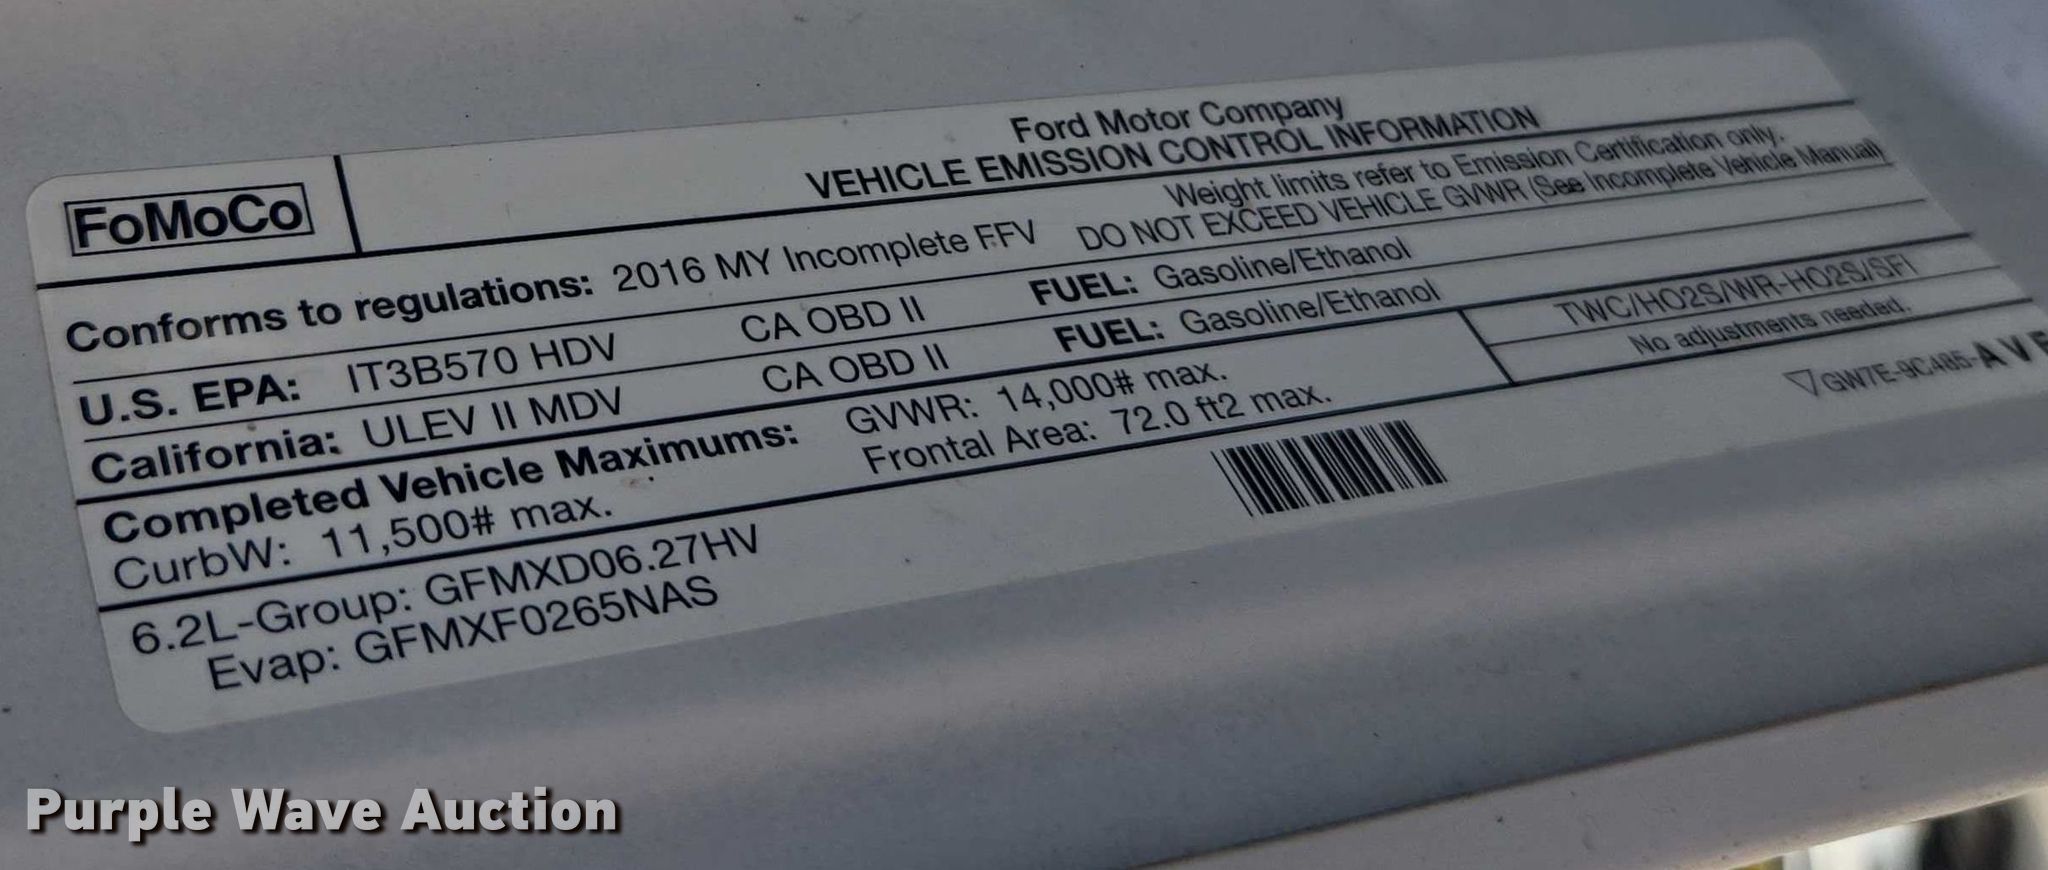 FoMoCo
Ford Motor Company
VEHICLE EMISSION CONTROL INFORMATION
Conforms to regulations: 2016 MY Incomplete FFV
Weight limits refer to Emission Certification only.
DO NOT EXCEED VEHICLE GVWR (See Incomplete Vehicle Manual)
U.S. EPA: IT3B570 HDV CA OBD II FUEL: Gasoline/Ethanol
California: ULEV II MDV CA OBD II FUEL: Gasoline/Ethanol
Completed Vehicle Maximums: GVWR: 14,000# max.
CurbW: 11,500# max. Frontal Area: 72.0 ft2 max.
TWC/HO2S/WR-HO2S/SFI
No adjustments needed.
6.2L-Group: GFMXD06.27HV
Evap: GFMXF0265NAS
▽GW7E-9C485-AVE
Purple Wave Auction